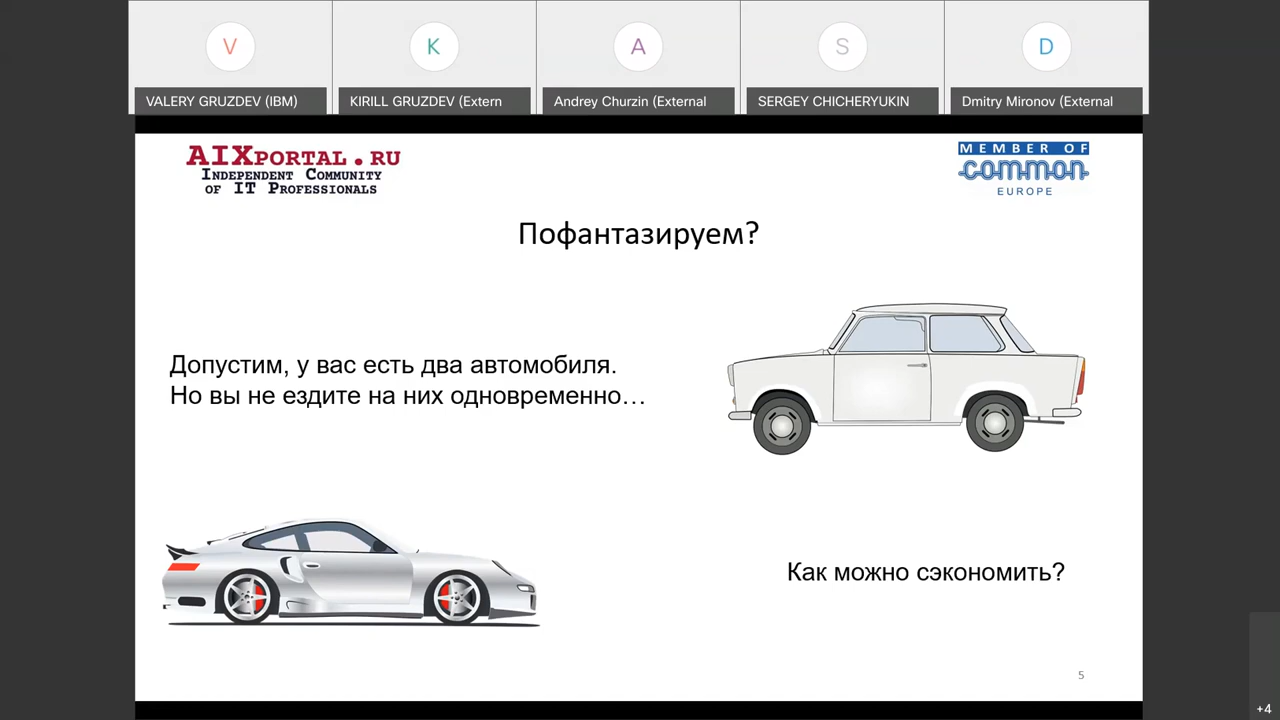 V
K
A
S
D
VALERY GRUZDEV (IBM)
KIRILL GRUZDEV (Extern
Andrey Churzin (External
SERGEY CHICHERYUKIN
Dmitry Mironov (External
AIXPORTAL.RU
INDEPENDENT COMMUNITY
OF IT PROFESSIONALS
MEMBER OF
common
EUROPE
Пофантазируем?
Допустим, у вас есть два автомобиля.
Но вы не ездите на них одновременно…
Как можно сэкономить?
5
+4